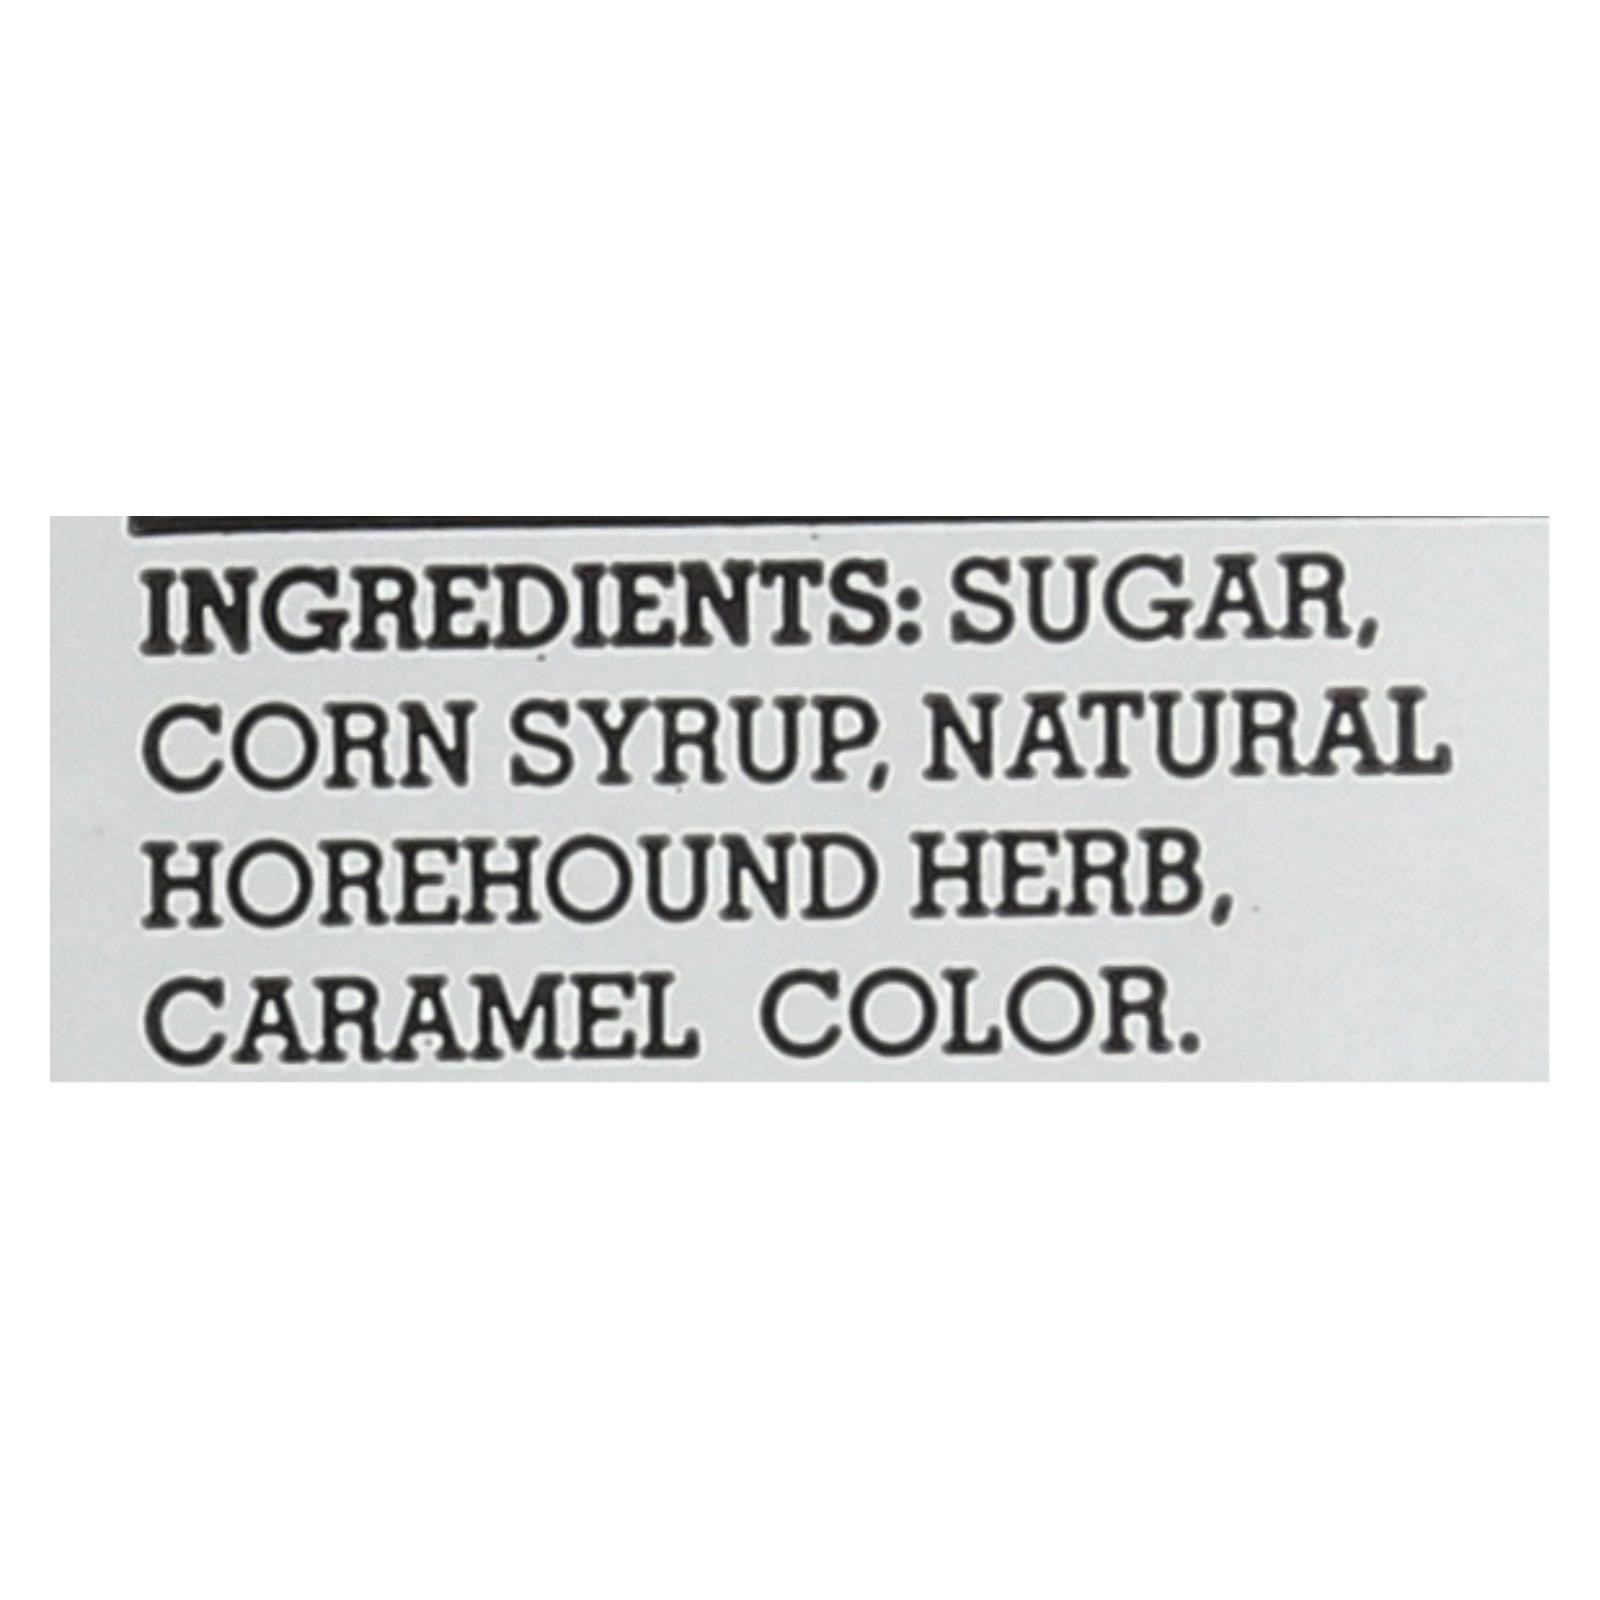 INGREDIENTS: SUGAR,
CORN SYRUP, NATURAL
HOREHOUND HERB,
CARAMEL COLOR.